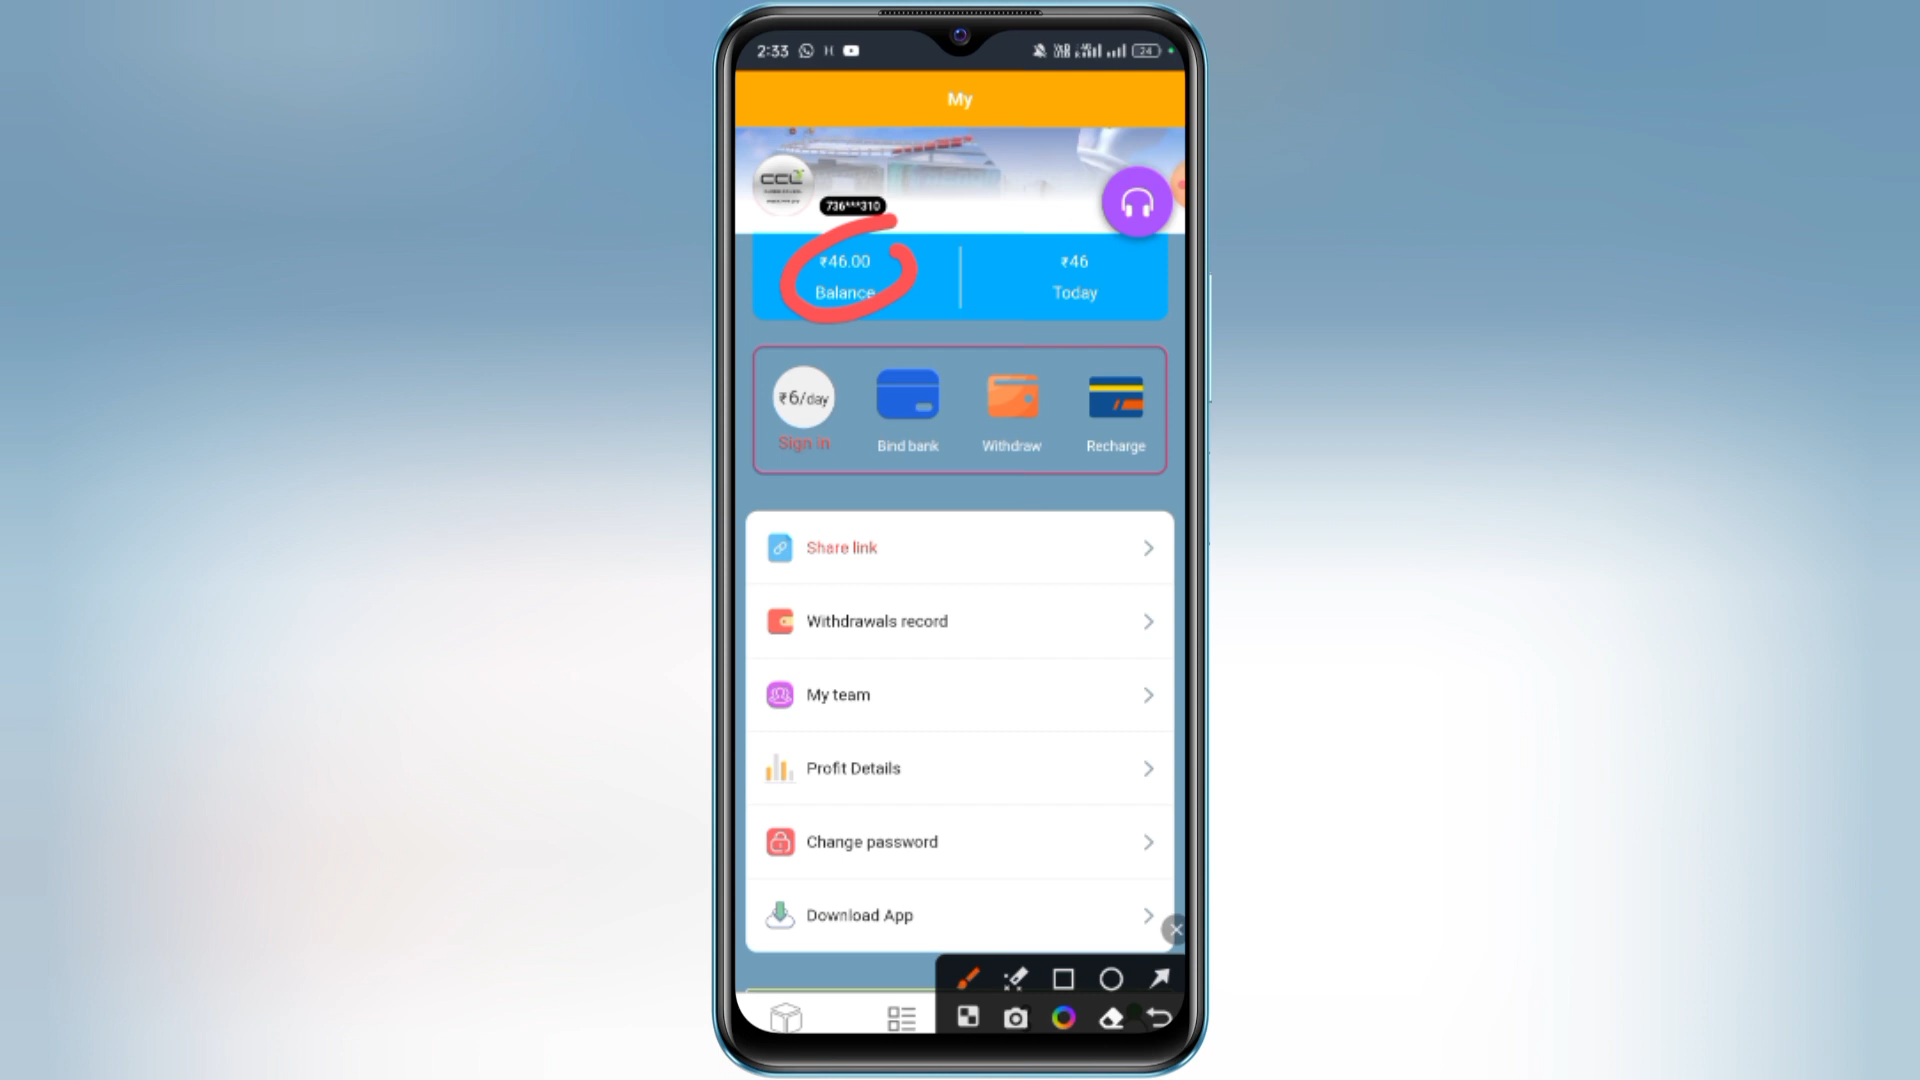 2:33
24
My
CCL
736***310
₹46.00
₹46
Balance
Today
₹6/day
Sign in
Bind bank
Withdraw
Recharge
Share link
Withdrawals record
My team
Profit Details
Change password
Download App